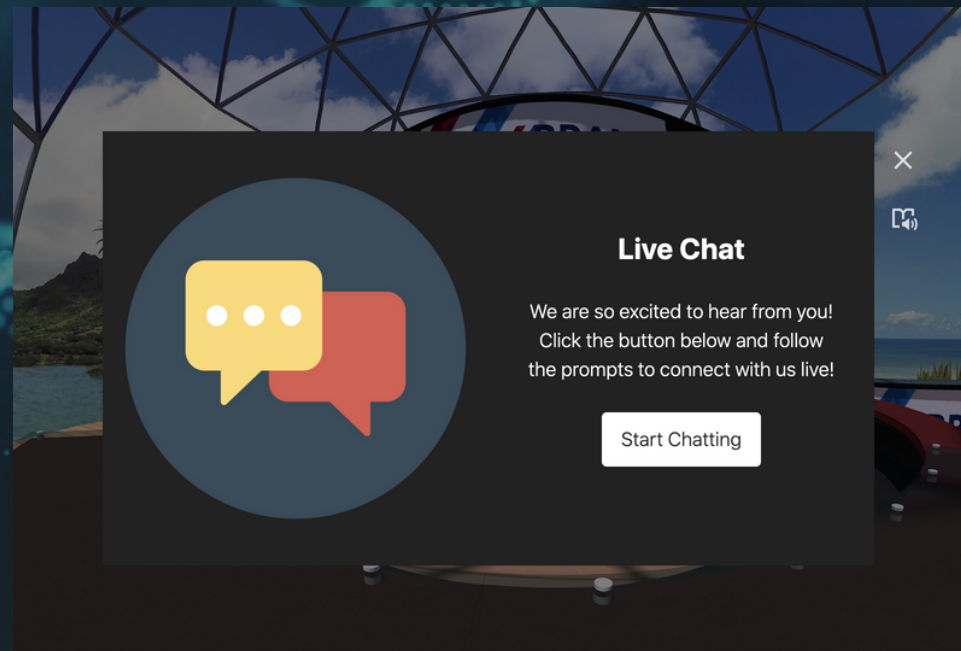 Live Chat
We are so excited to hear from you!
Click the button below and follow
the prompts to connect with us live!
Start Chatting